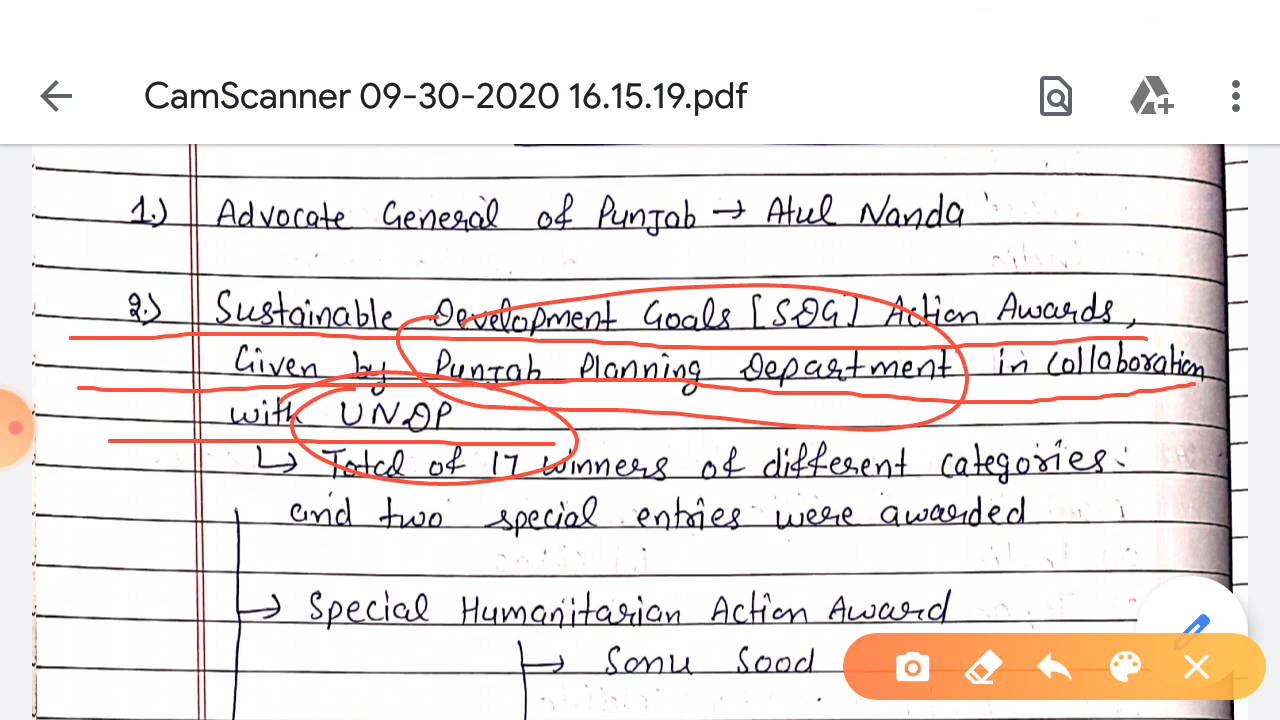 CamScanner 09-30-2020 16.15.19.pdf
1.) Advocate General of Punjab → Atul Nanda
2.) Sustainable Development Goals [SDG] Action Awards,
Given by Punjab Planning Department in collaboration
with UNDP
↳ Total of 17 winners of different categories.
and two special entries were awarded
→ Special Humanitarian Action Award
→ Sonu Sood